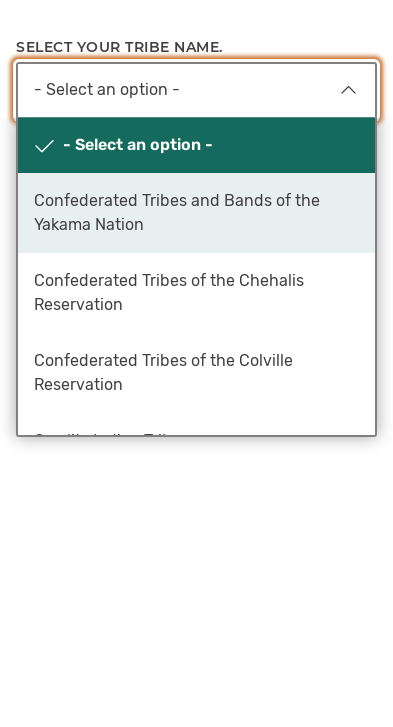 SELECT YOUR TRIBE NAME.
- Select an option -
- Select an option -
Confederated Tribes and Bands of the
Yakama Nation
Confederated Tribes of the Chehalis
Reservation
Confederated Tribes of the Colville
Reservation